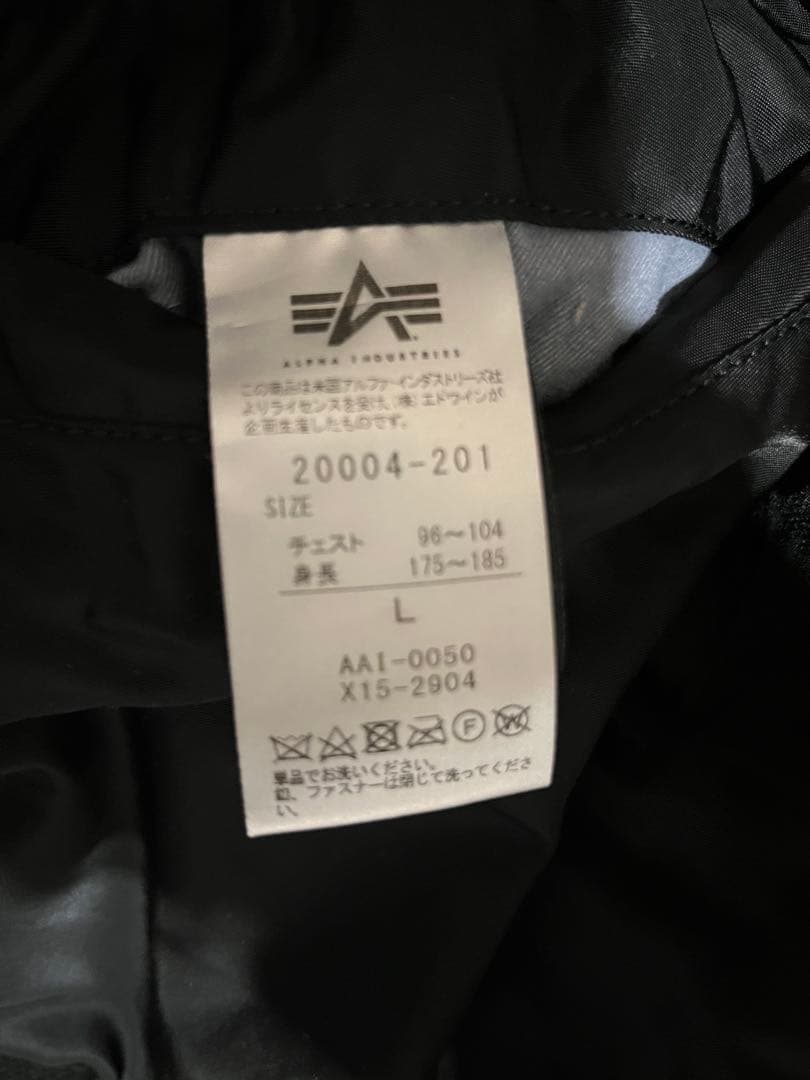 ALPHA INDUSTRIES
この商品は米国アルファーインダストリーズ社
よりライセンスを受け、(株)エドウインが
企画生産したものです。
20004-201
SIZE
チェスト 96～104
身長 175～185
L
AAI-0050
X15-2904
F W
単品でお洗いください。
釦、ファスナーは閉じて洗ってくださ
い。